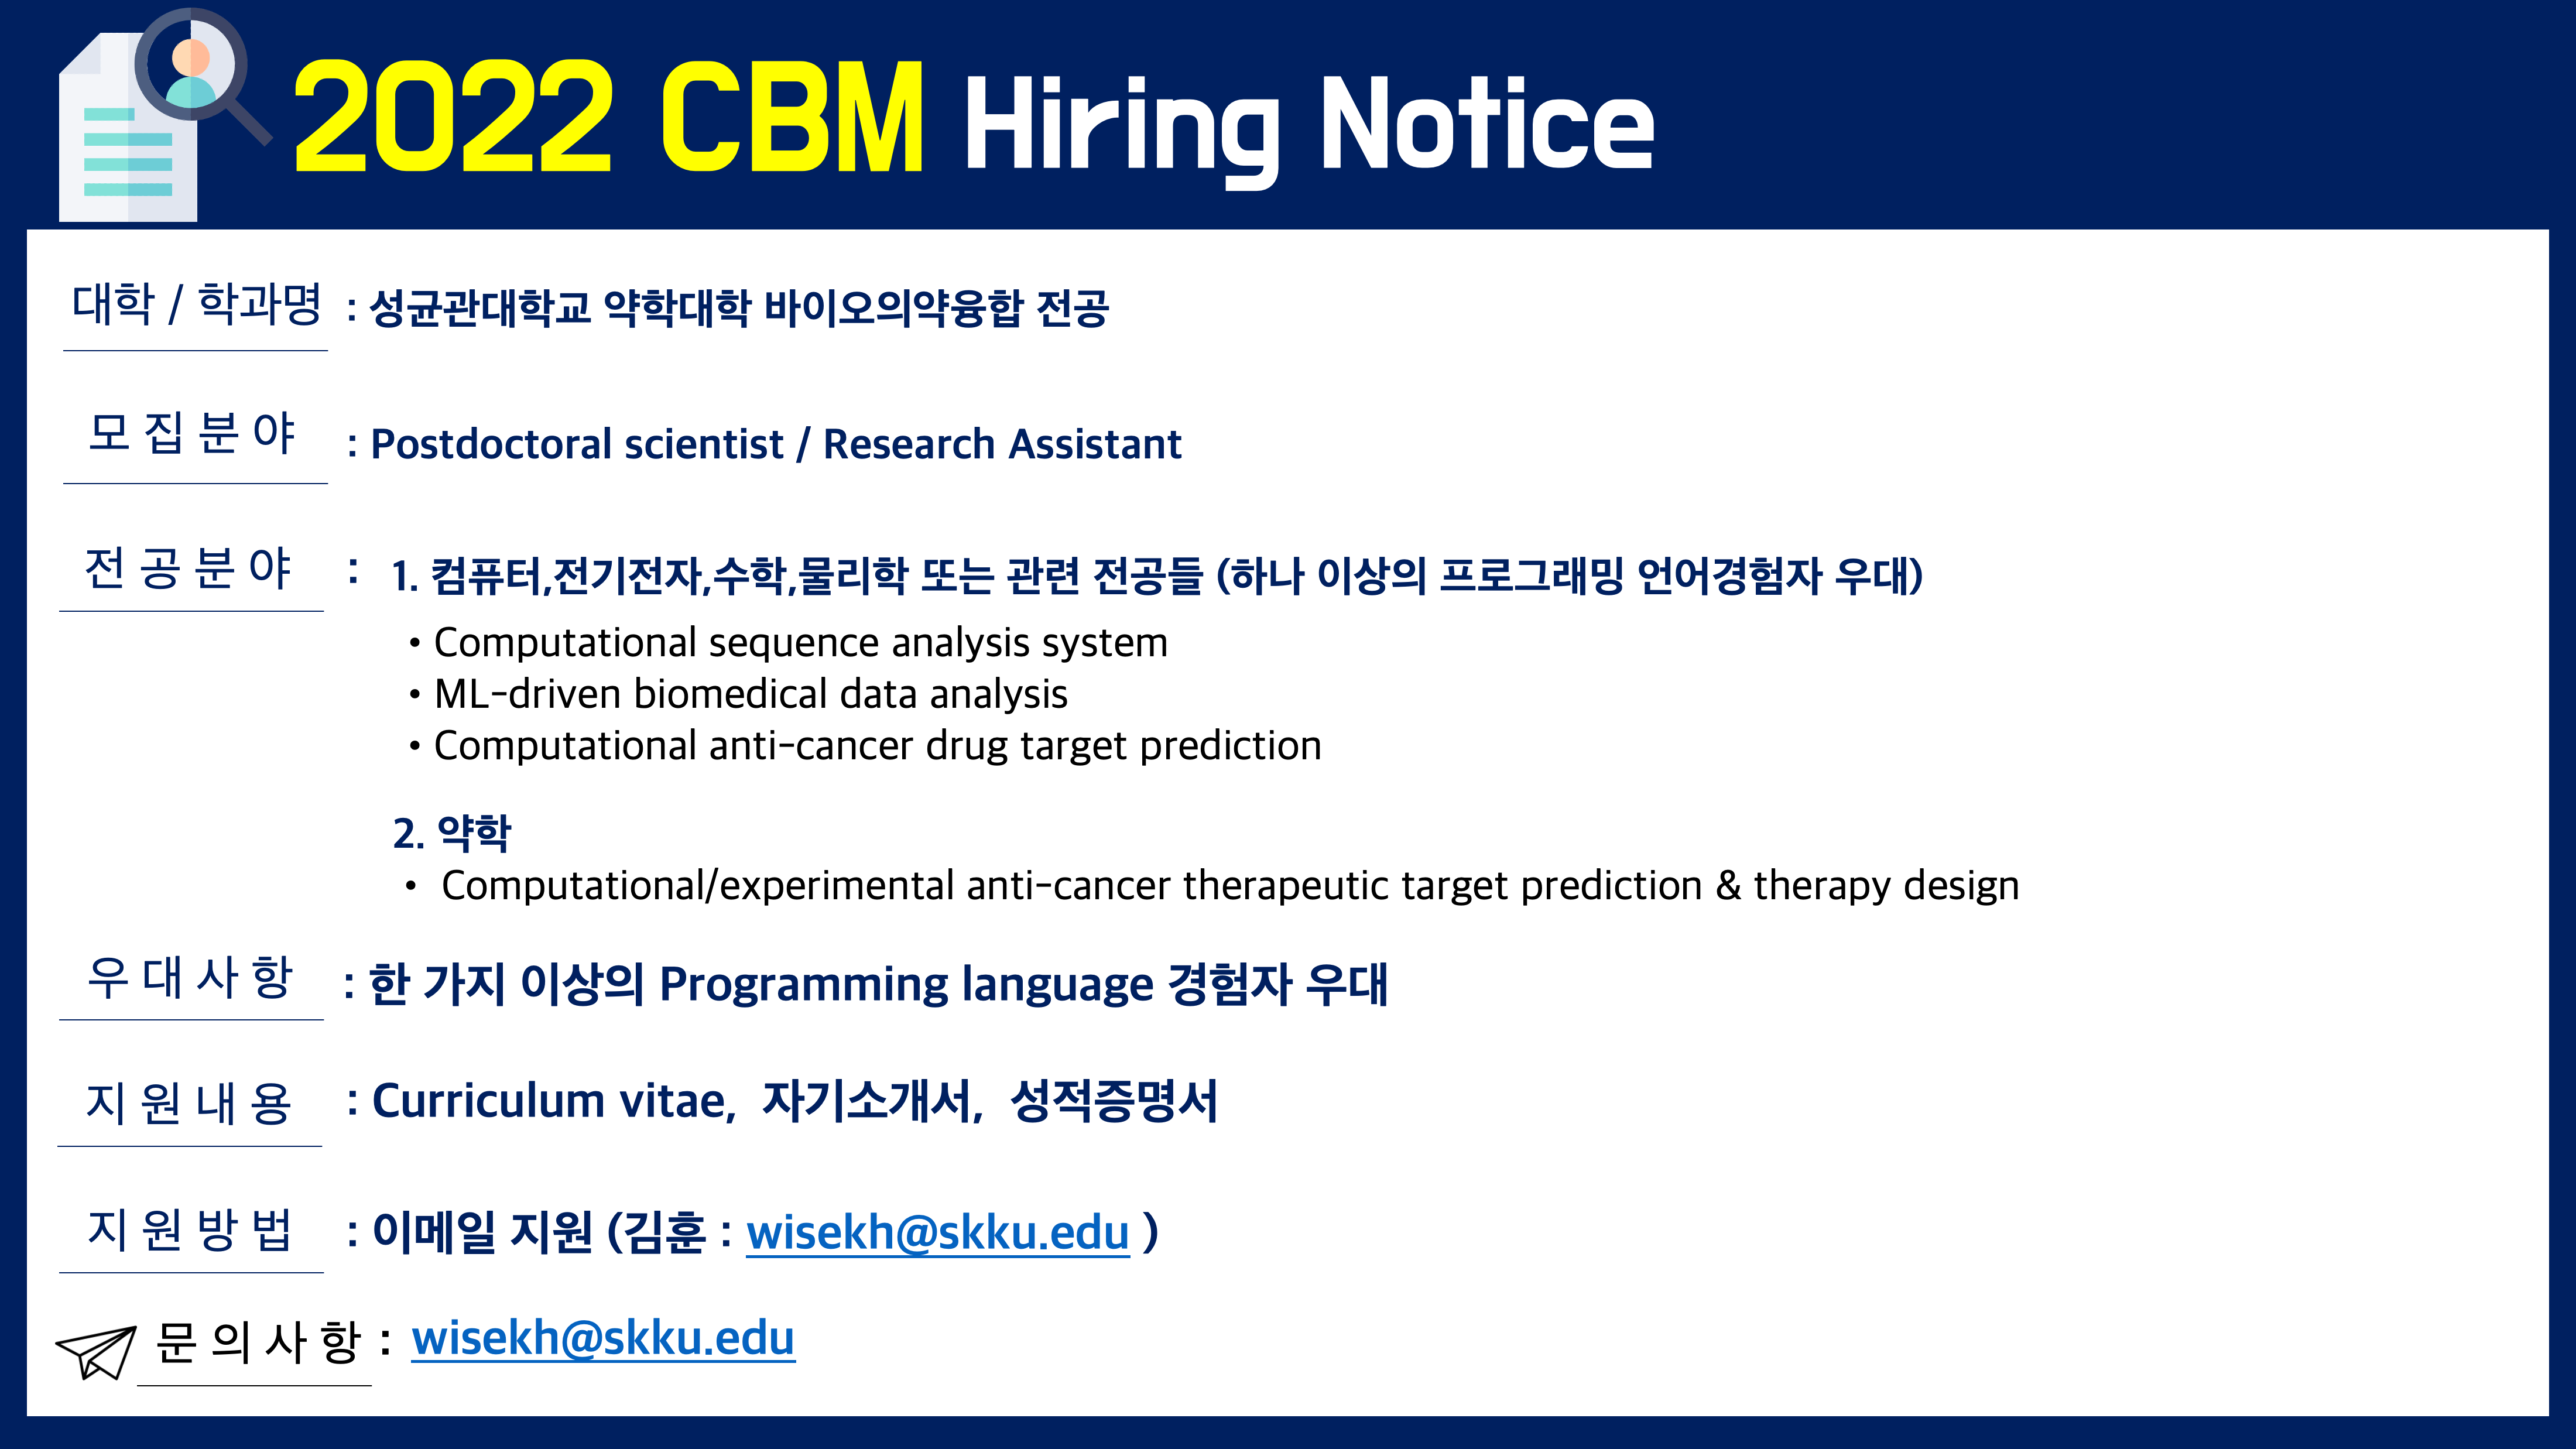 2022 CBM Hiring Notice
대학 / 학과명 : 성균관대학교 약학대학 바이오의약융합 전공
모집분야 : Postdoctoral scientist / Research Assistant
전공분야 : 1. 컴퓨터,전기전자,수학,물리학 또는 관련 전공들 (하나 이상의 프로그래밍 언어경험자 우대)
• Computational sequence analysis system
• ML-driven biomedical data analysis
• Computational anti-cancer drug target prediction
2. 약학
• Computational/experimental anti-cancer therapeutic target prediction & therapy design
우대사항 : 한 가지 이상의 Programming language 경험자 우대
지원내용 : Curriculum vitae, 자기소개서, 성적증명서
지원방법 : 이메일 지원 (김훈 : wisekh@skku.edu )
문의사항 : wisekh@skku.edu